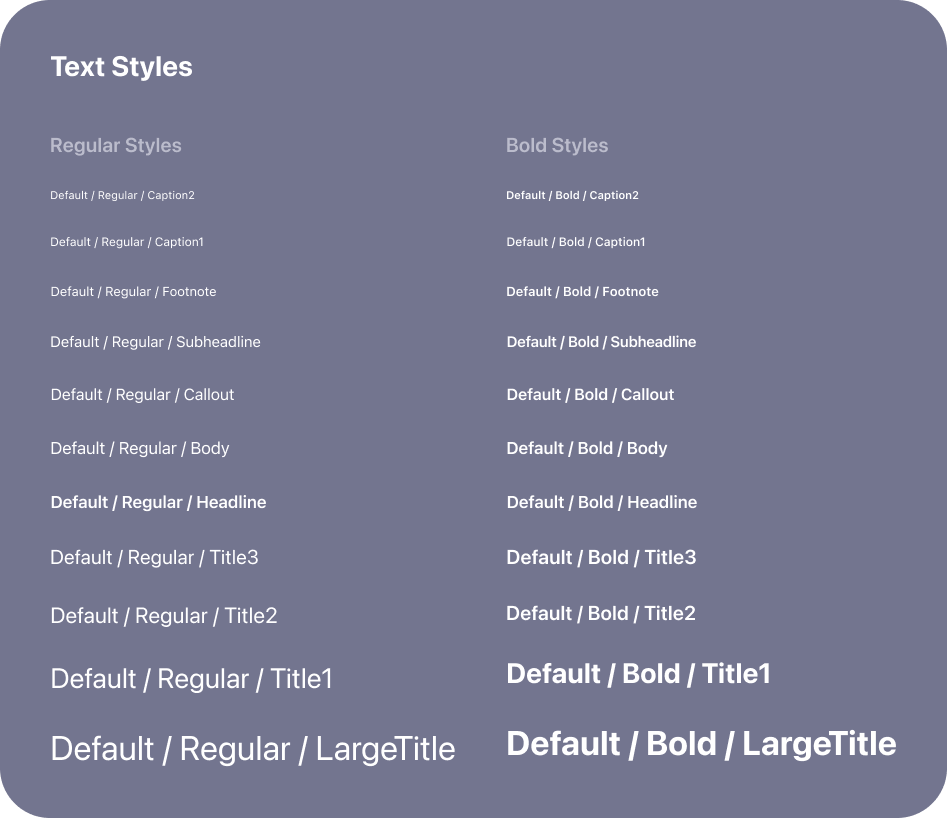 Text Styles
Regular Styles
Default / Regular / Caption2
Default / Regular / Caption1
Default / Regular / Footnote
Default / Regular / Subheadline
Default / Regular / Callout
Default / Regular / Body
Default / Regular / Headline
Default / Regular / Title3
Default / Regular / Title2
Default / Regular / Title1
Default / Regular / LargeTitle
Bold Styles
Default / Bold / Caption2
Default / Bold / Caption1
Default / Bold / Footnote
Default / Bold / Subheadline
Default / Bold / Callout
Default / Bold / Body
Default / Bold / Headline
Default / Bold / Title3
Default / Bold / Title2
Default / Bold / Title1
Default / Bold / LargeTitle